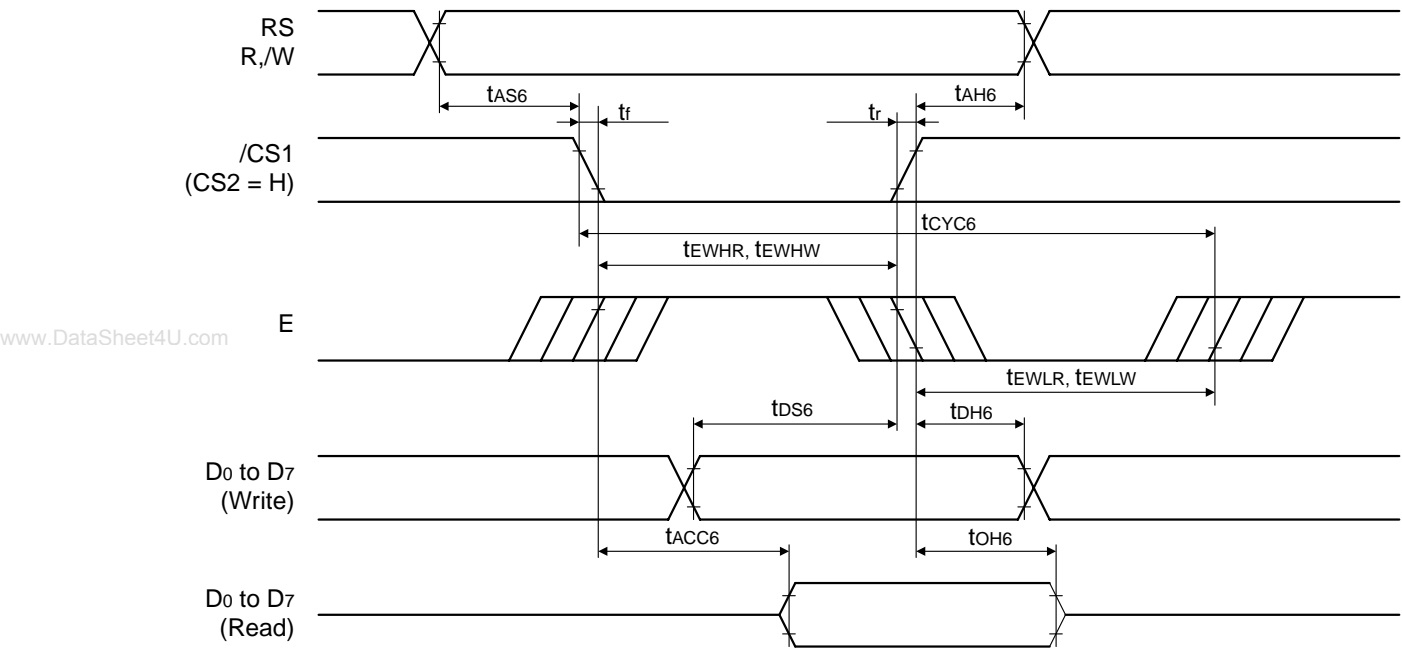 RS
R,/W
tAS6
tAH6
tf
tr
/CS1
(CS2 = H)
tCYC6
tEWHR, tEWHW
E
www.DataSheet4U.com
tEWLR, tEWLW
tDS6
tDH6
D0 to D7
(Write)
tACC6
tOH6
D0 to D7
(Read)